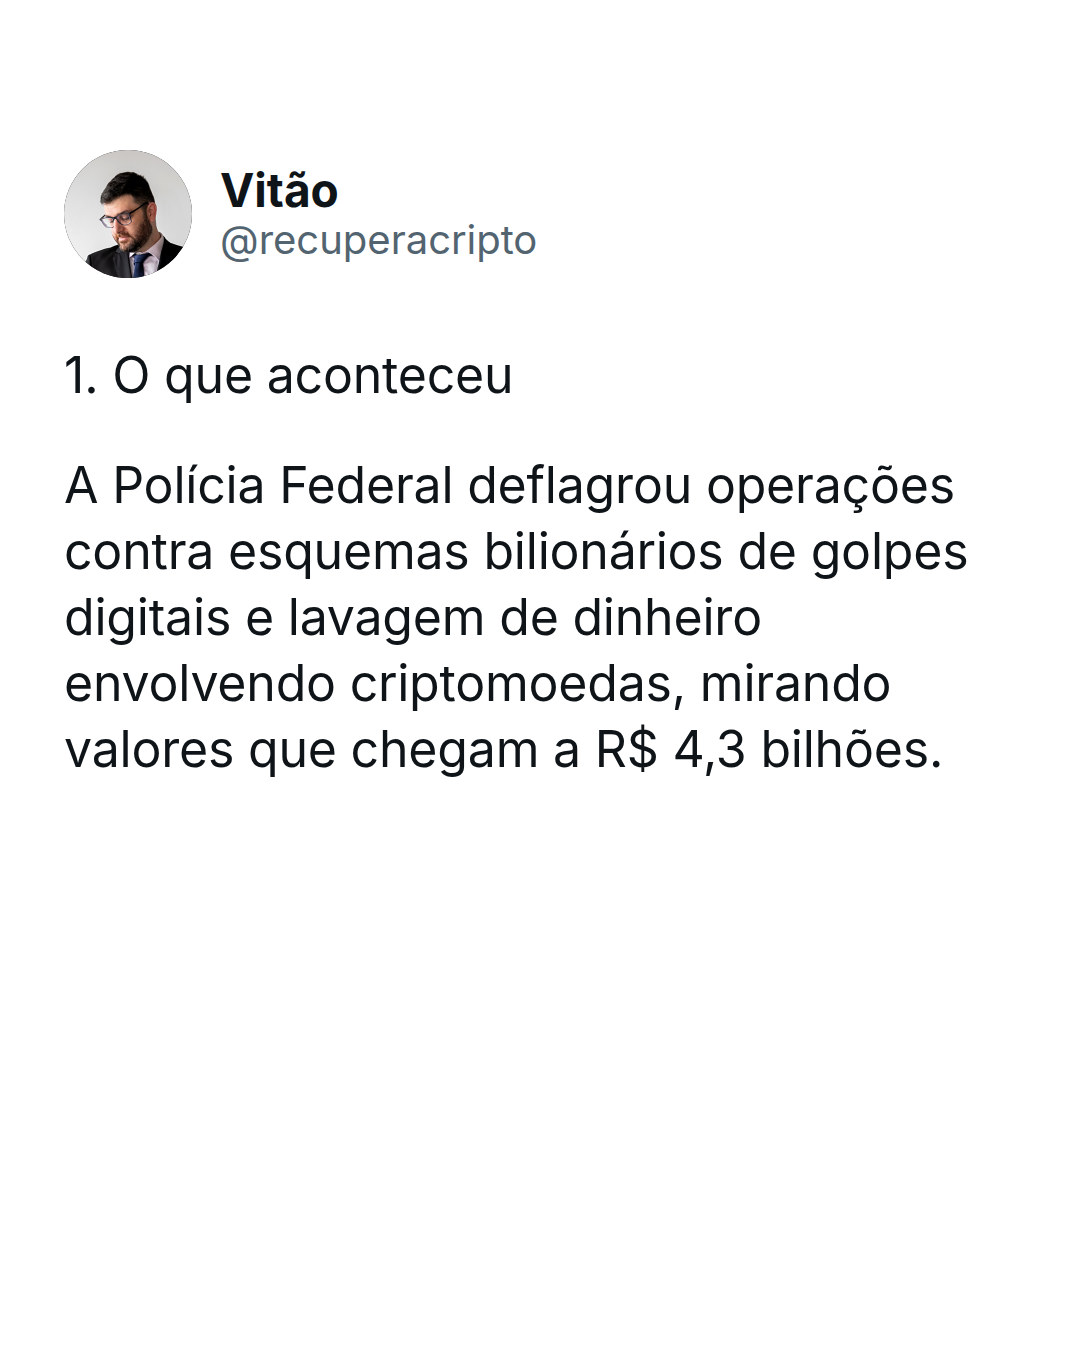 Vitão
@recuperacripto
1. O que aconteceu
A Polícia Federal deflagrou operações
contra esquemas bilionários de golpes
digitais e lavagem de dinheiro
envolvendo criptomoedas, mirando
valores que chegam a R$ 4,3 bilhões.